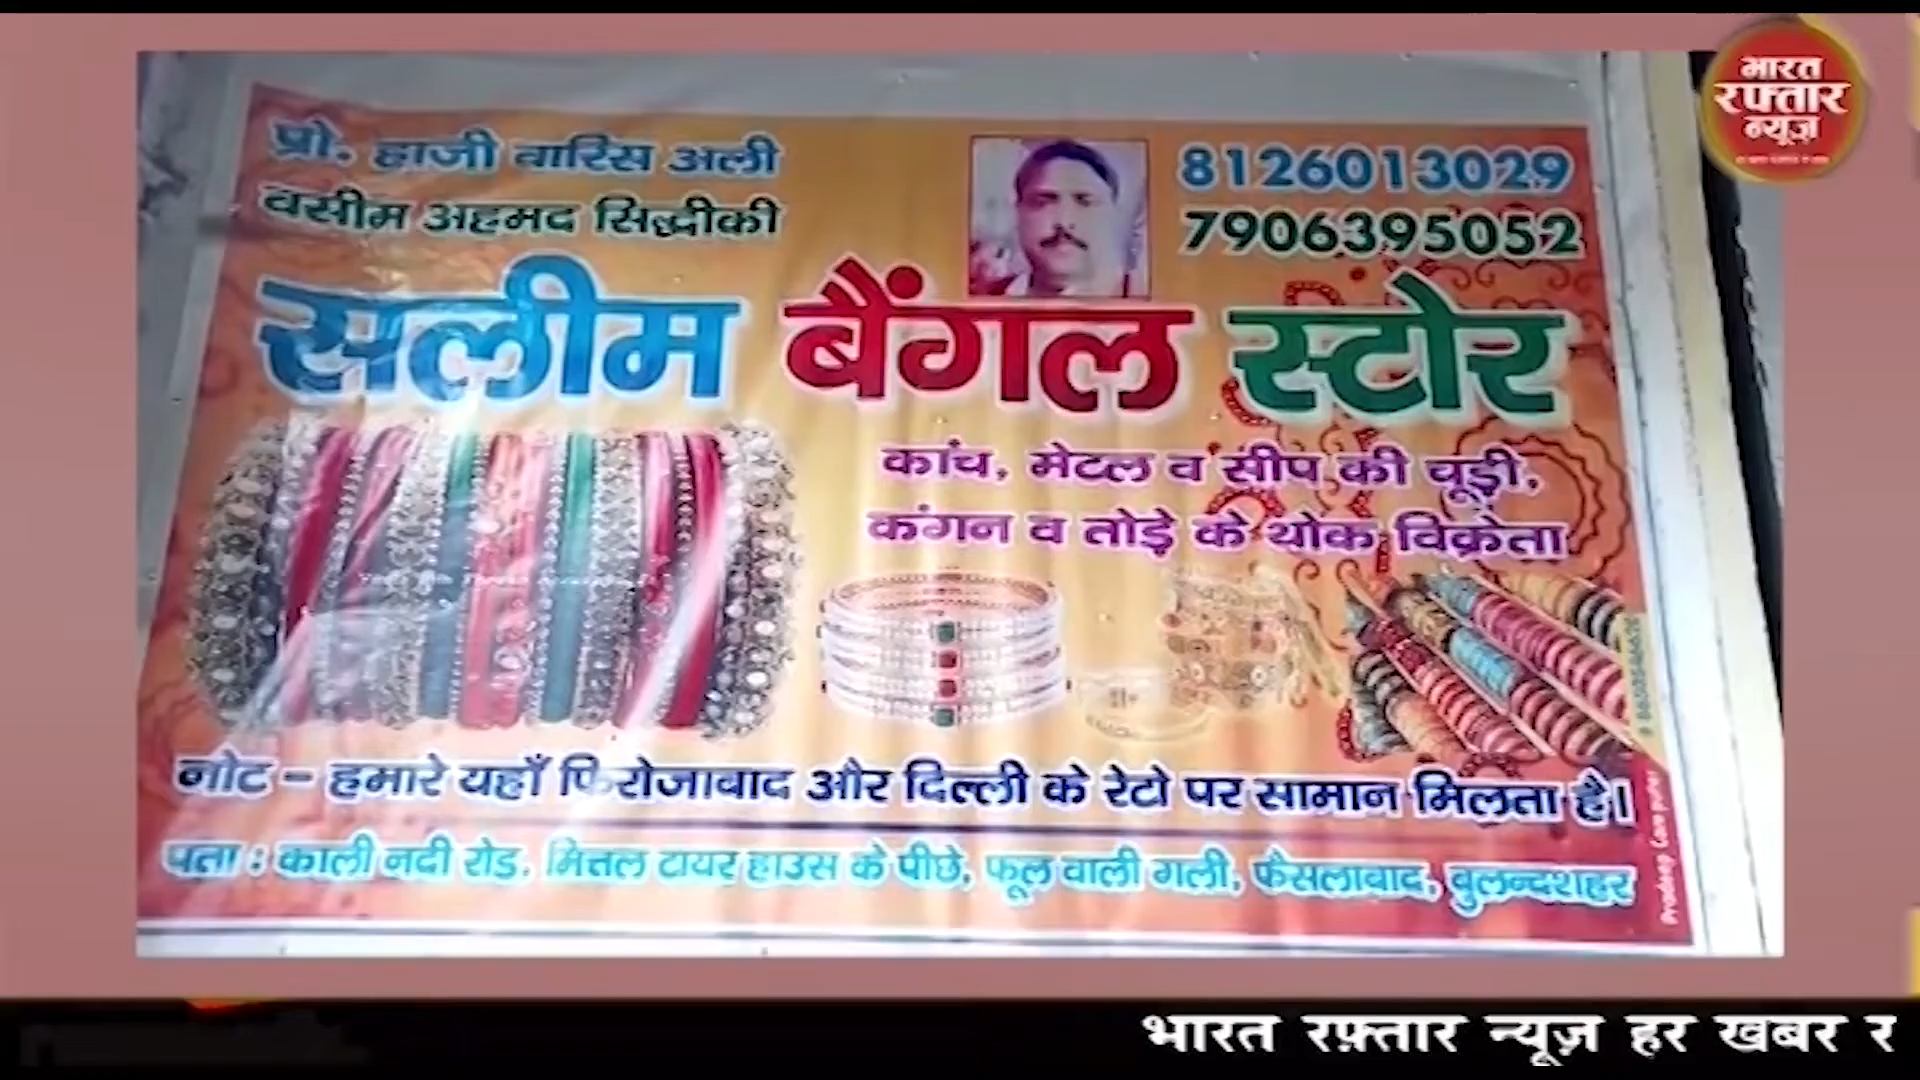 भारत
रफ़्तार
न्यूज़
प्रो. हाजी वारिस अली
वसीम अहमद सिद्धीकी
8126013029
7906395052
सलीम बैंगल स्टोर
कांच, मेटल व सीप की चूड़ी,
कंगन व तोड़े के थोक विक्रेता
नोट - हमारे यहाँ फिरोजाबाद और दिल्ली के रेटो पर सामान मिलता है।
पता : काली नदी रोड, मित्तल टायर हाउस के पीछे, फूल वाली गली, फैसलाबाद, बुलन्दशहर
भारत रफ़्तार न्यूज़ हर खबर र